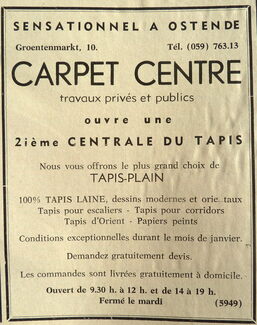 SENSATIONNEL A OSTENDE
Groentenmarkt, 10. Tél. (059) 763.13
CARPET CENTRE
travaux privés et publics
ouvre une
2ième CENTRALE DU TAPIS
Nous vous offrons le plus grand choix de
TAPIS-PLAIN
100% TAPIS LAINE, dessins modernes et orie taux
Tapis pour escaliers - Tapis pour corridors
Tapis d'Orient - Papiers peints
Conditions exceptionnelles durant le mois de janvier.
Demandez gratuitement devis.
Les commandes sont livrées gratuitement à domicile.
Ouvert de 9.30 h. à 12 h. et de 14 à 19 h.
Fermé le mardi (5949)